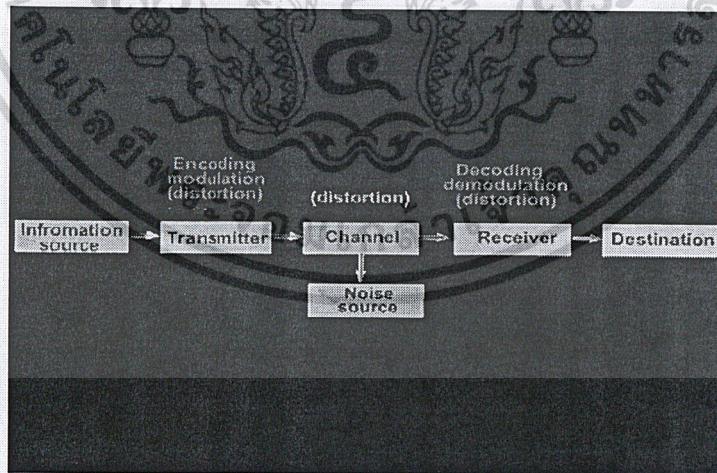 Encoding
modulation
(distortion)
(distortion)
Decoding
demodulation
(distortion)
Infromation
source
Transmitter
Channel
Receiver
Destination
Noise
source